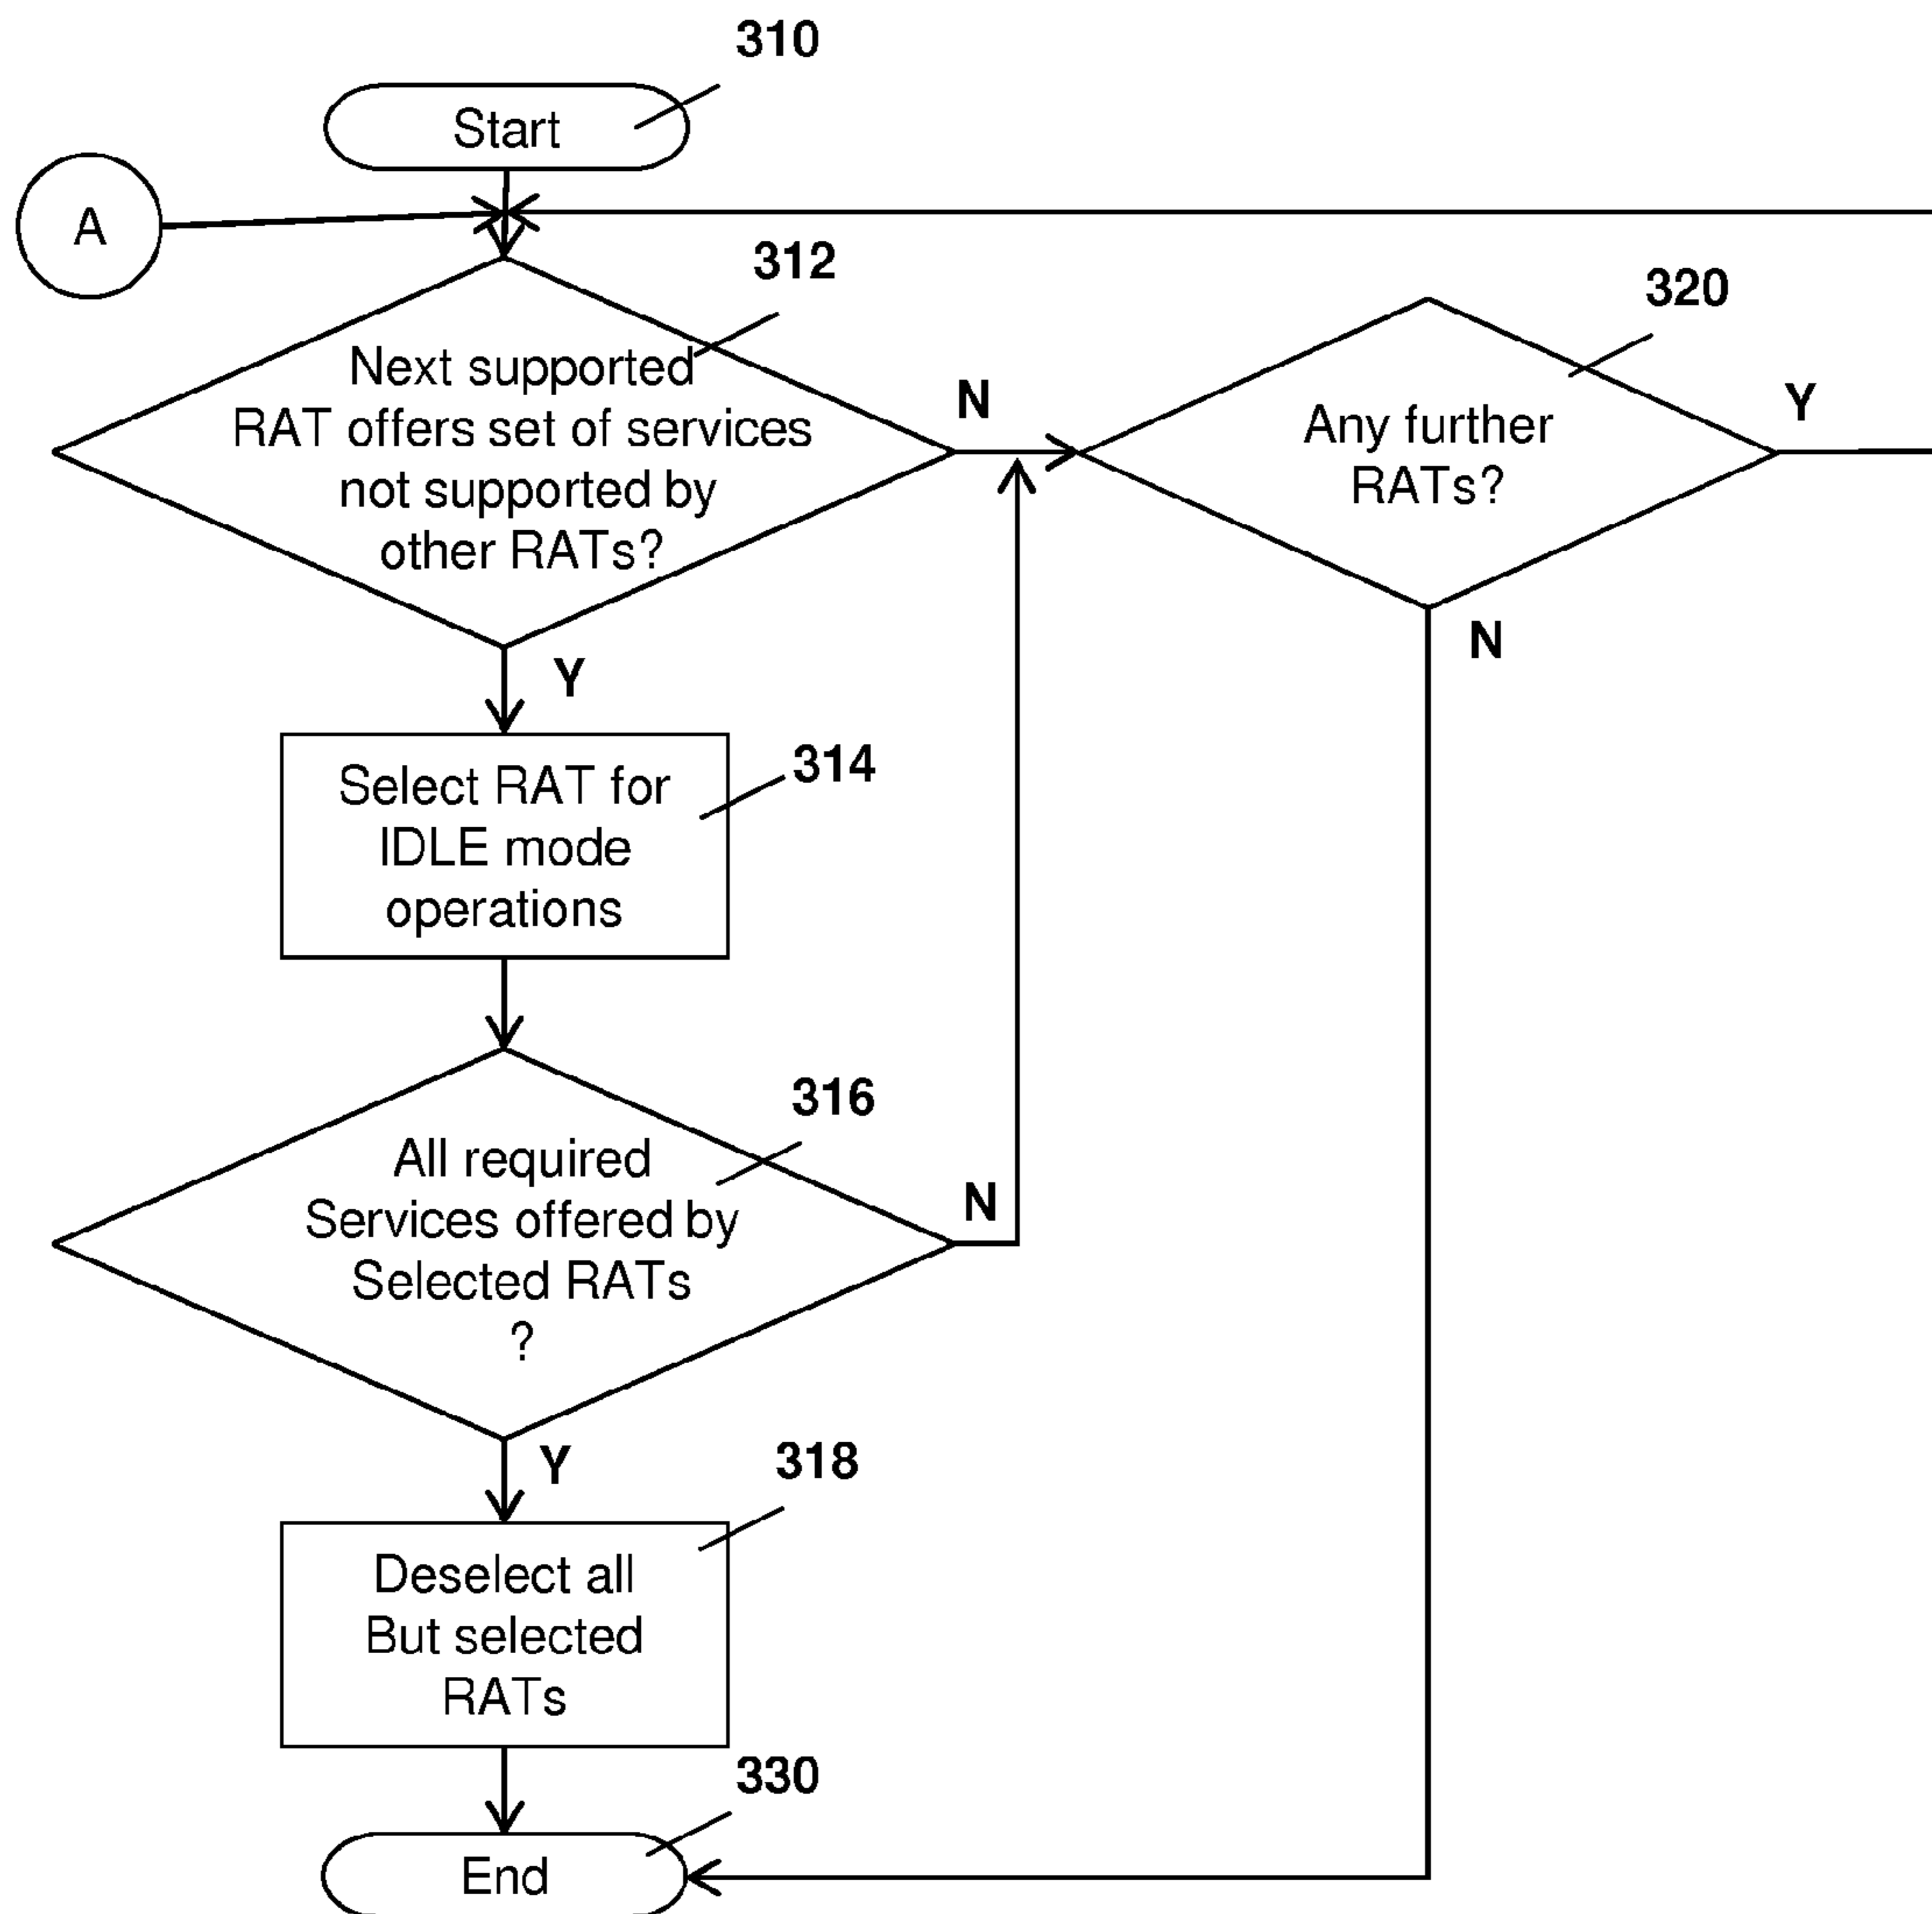 310
Start
A
312
Next supported
RAT offers set of services
not supported by
other RATs?
N
320
Any further
RATs?
Y
N
Y
Select RAT for
IDLE mode
operations
314
316
All required
Services offered by
Selected RATs
?
N
Y
318
Deselect all
But selected
RATs
330
End